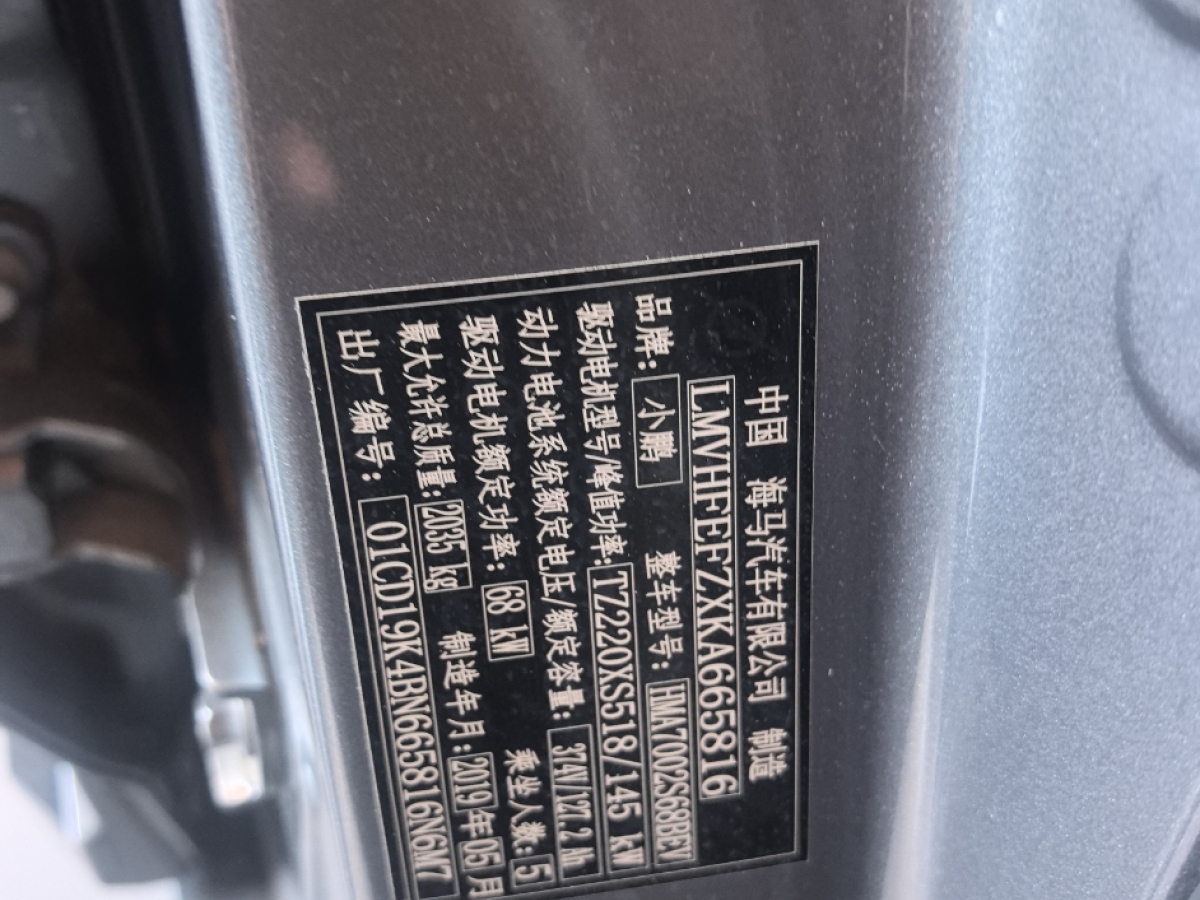 中国 海马汽车有限公司 制造
LMVHFEFZXKA665816
品牌: 小鹏 整车型号: HMA7002S68BEV
驱动电机型号/峰值功率: TZ220XS518/145 kW
动力电池系统额定电压/额定容量: 374V/127.2 Ah
驱动电机额定功率: 68 kW 乘坐人数: 5
最大允许总质量: 2035 kg 制造年月: 2019年05月
出厂编号: 01CD19K4BN665816N6M7